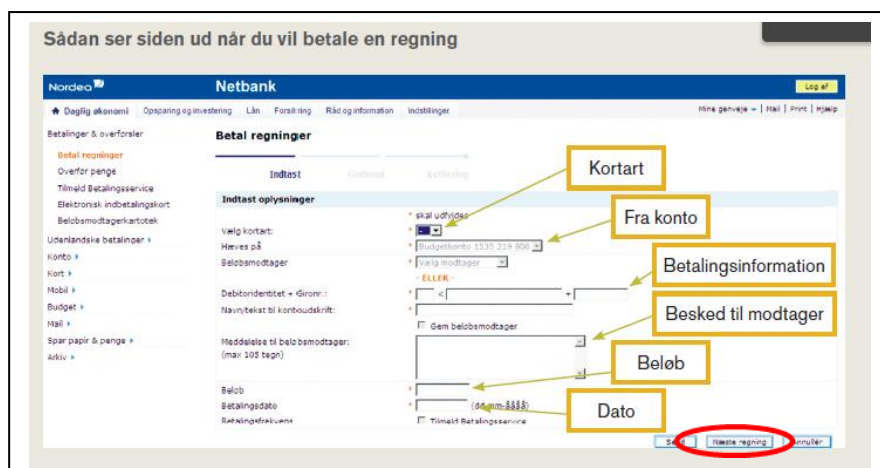 Sådan ser siden ud når du vil betale en regning
Nordea Netbank Log af
Daglig økonomi Opsparing og investering Lån Forsikring Råd og information Indstillinger Mine genveje | Mail | Print | Hjælp
Betalinger & overførsler
Betal regninger
Overfør penge
Tilmeld Betalingsservice
Elektronisk indbetalingskort
Beløbsmodtagerkartotek
Udenlandske betalinger
Konto
Kort
Mobil
Budget
Mail
Spar papir & penge
Arkiv
Betal regninger
Indtast Godkend Kvittering
Indtast oplysninger
* skal udfyldes
Vælg kortart: * -
Hæves på * Budgetkonto 1535 219 806
Beløbsmodtager * Vælg modtager
- ELLER -
Debitoridentitet + Gironr.: * < +
Navn/tekst til kontoudskrift: *
Gem beløbsmodtager
Meddelelse til beløbsmodtager:
(max 105 tegn)
Beløb *
Betalingsdato * (dd-mm-åååå)
Betalingsfrekvens Tilmeld Betalingsservice
Næste regning Annullér
Kortart
Fra konto
Betalingsinformation
Besked til modtager
Beløb
Dato